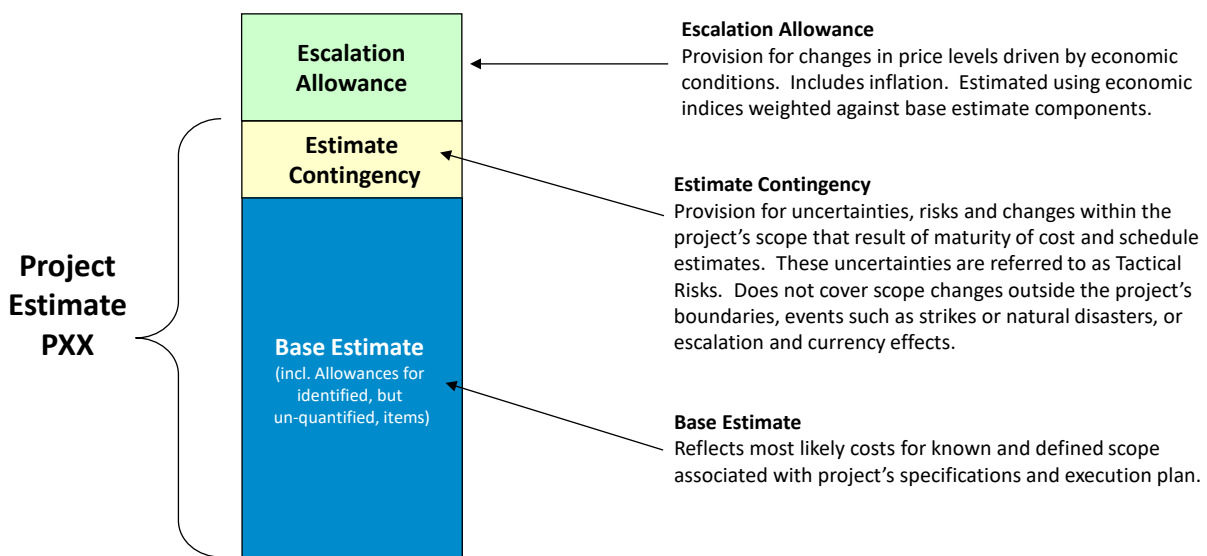 Project
Estimate
PXX
Escalation
Allowance
Estimate
Contingency
Base Estimate
(incl. Allowances for
identified, but
un-quantified, items)
Escalation Allowance
Provision for changes in price levels driven by economic
conditions.  Includes inflation.  Estimated using economic
indices weighted against base estimate components.
Estimate Contingency
Provision for uncertainties, risks and changes within the
project’s scope that result of maturity of cost and schedule
estimates.  These uncertainties are referred to as Tactical
Risks.  Does not cover scope changes outside the project’s
boundaries, events such as strikes or natural disasters, or
escalation and currency effects.
Base Estimate
Reflects most likely costs for known and defined scope
associated with project’s specifications and execution plan.